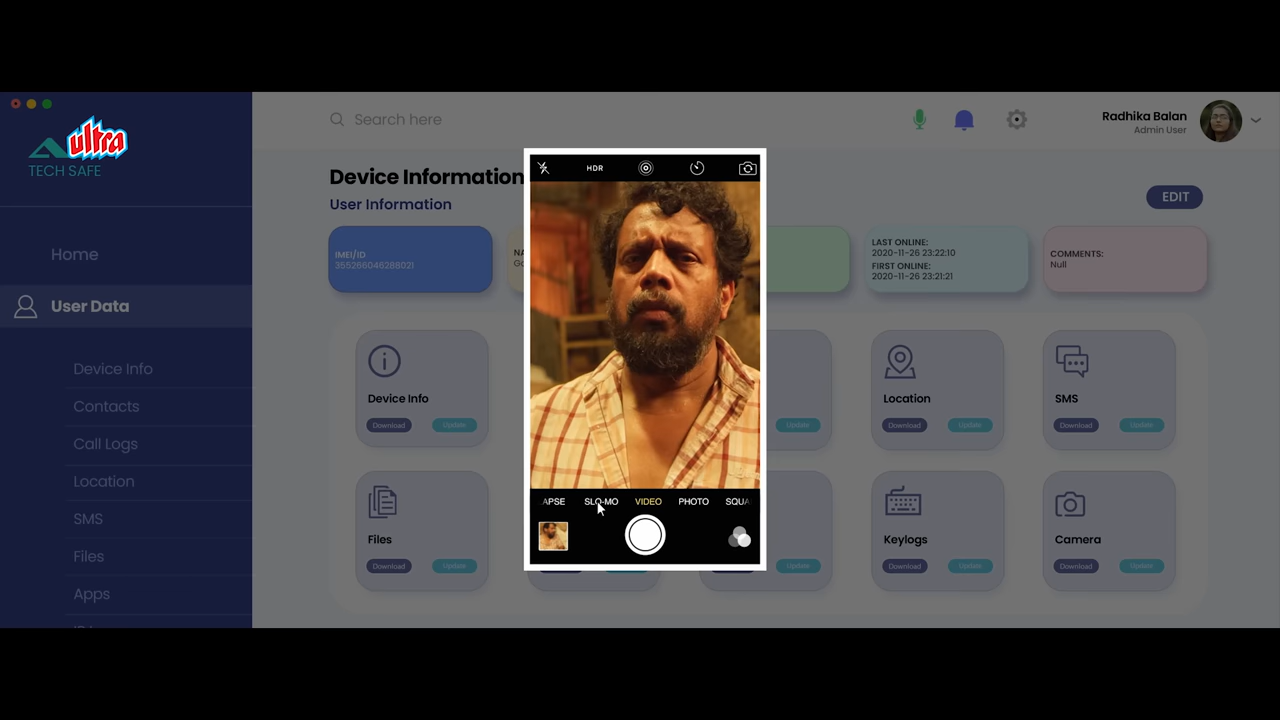 ultra
TECH SAFE
Home
User Data
Device Info
Contacts
Call Logs
Location
SMS
Files
Apps
Search here
Radhika Balan
Admin User
Device Information
User Information
EDIT
IMEI/ID
35526604628802)
LAST ONLINE:
2020-11-26 23:22:10
FIRST ONLINE:
2020-11-26 23:21:21
COMMENTS:
Null
Device Info
Download Update
Update
Location
Download Update
SMS
Download Update
Files
Download Update
Keylogs
Download Update
Camera
Download Update
HDR
APSE SLO-MO VIDEO PHOTO SQUA